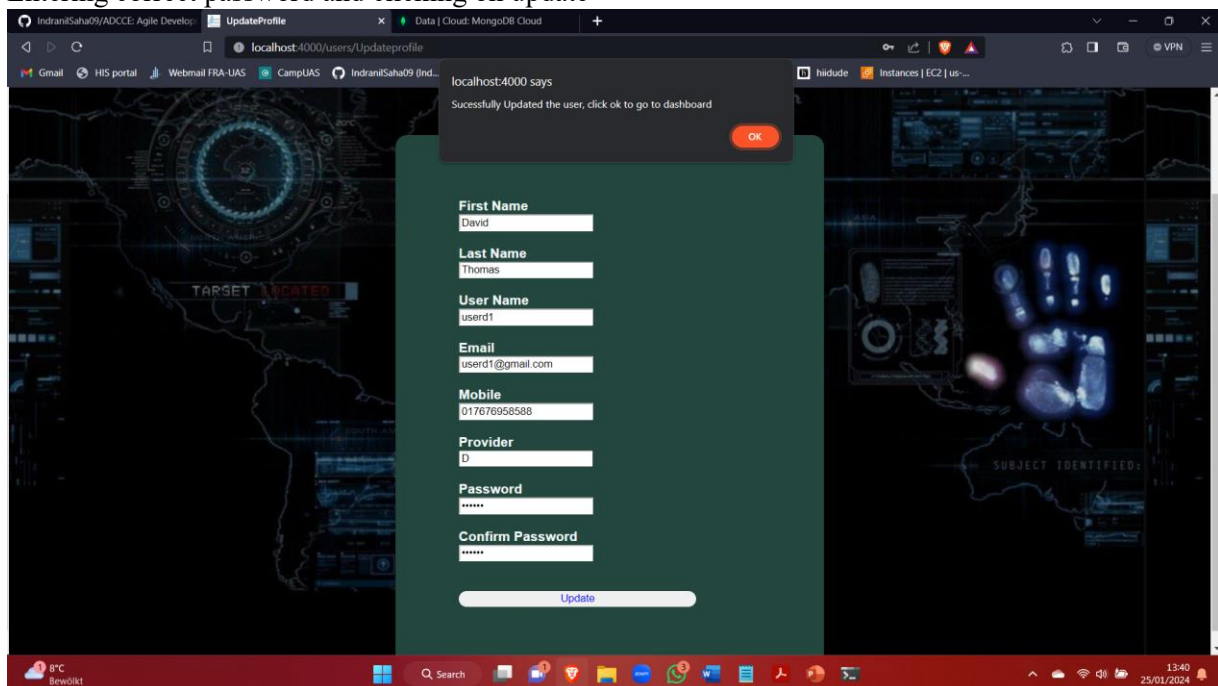 Entering correct password and clicking on update
IndranilSaha09/ADCCE: Agile Develop
UpdateProfile
Data | Cloud: MongoDB Cloud
localhost:4000/users/Updateprofile
VPN
Gmail
HIS portal
Webmail FRA-UAS
CampUAS
IndranilSaha09 (Ind...
hiidude
Instances | EC2 | us-...
localhost:4000 says
Sucessfully Updated the user, click ok to go to dashboard
OK
First Name
David
Last Name
Thomas
User Name
userd1
Email
userd1@gmail.com
Mobile
017676958588
Provider
D
Password
••••••
Confirm Password
••••••
Update
TARGET LOCATED
SUBJECT IDENTIFIED:
8°C
Bewölkt
Search
13:40
25/01/2024